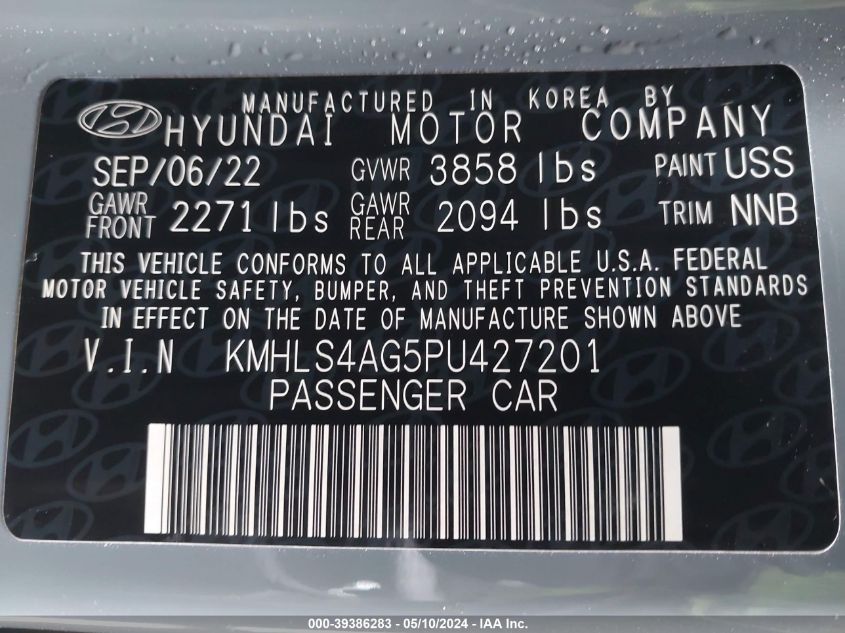 MANUFACTURED IN KOREA BY
HYUNDAI MOTOR COMPANY
SEP/06/22 GVWR 3858 lbs PAINT USS
GAWR FRONT 2271 lbs GAWR REAR 2094 lbs TRIM NNB
THIS VEHICLE CONFORMS TO ALL APPLICABLE U.S.A. FEDERAL
MOTOR VEHICLE SAFETY, BUMPER, AND THEFT PREVENTION STANDARDS
IN EFFECT ON THE DATE OF MANUFACTURE SHOWN ABOVE
V.I.N KMHLS4AG5PU427201
PASSENGER CAR
000-39386283 - 05/10/2024 - IAA Inc.